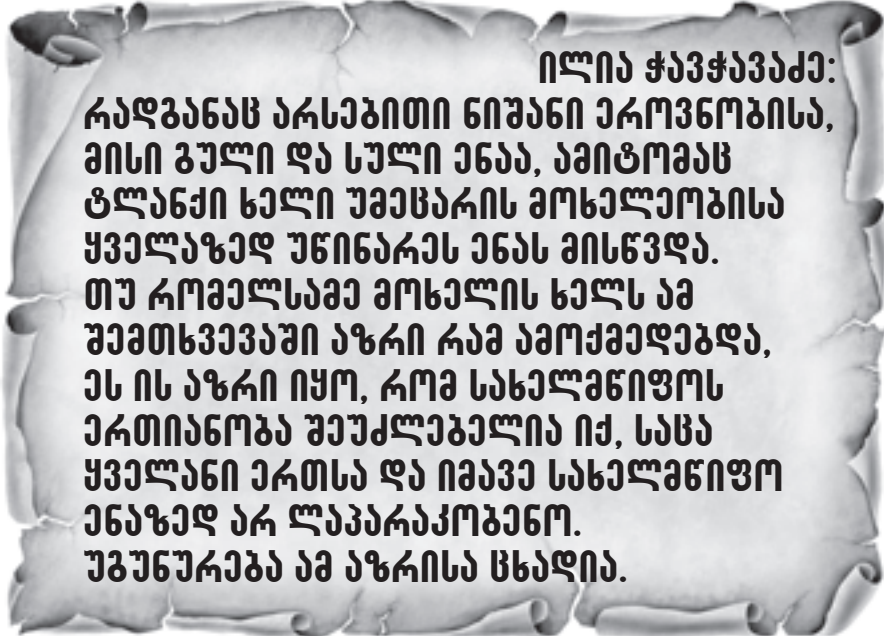 ილია ჭავჭავაძე:
რადგანაც არსებითი ნიშანი ეროვნობისა,
მისი გული და სული ენაა, ამიტომაც
ტლანქი ხელი უმეცარის მოხელეობისა
ყველაზედ უწინარეს ენას მისწვდა.
თუ რომელსამე მოხელის ხელს ამ
შემთხვევაში აზრი რამ ამოქმედებდა,
ეს ის აზრი იყო, რომ სახელმწიფოს
ერთიანობა შეუძლებელია იქ, საცა
ყველანი ერთსა და იმავე სახელმწიფო
ენაზედ არ ლაპარაკობენო.
უგუნურება ამ აზრისა ცხადია.